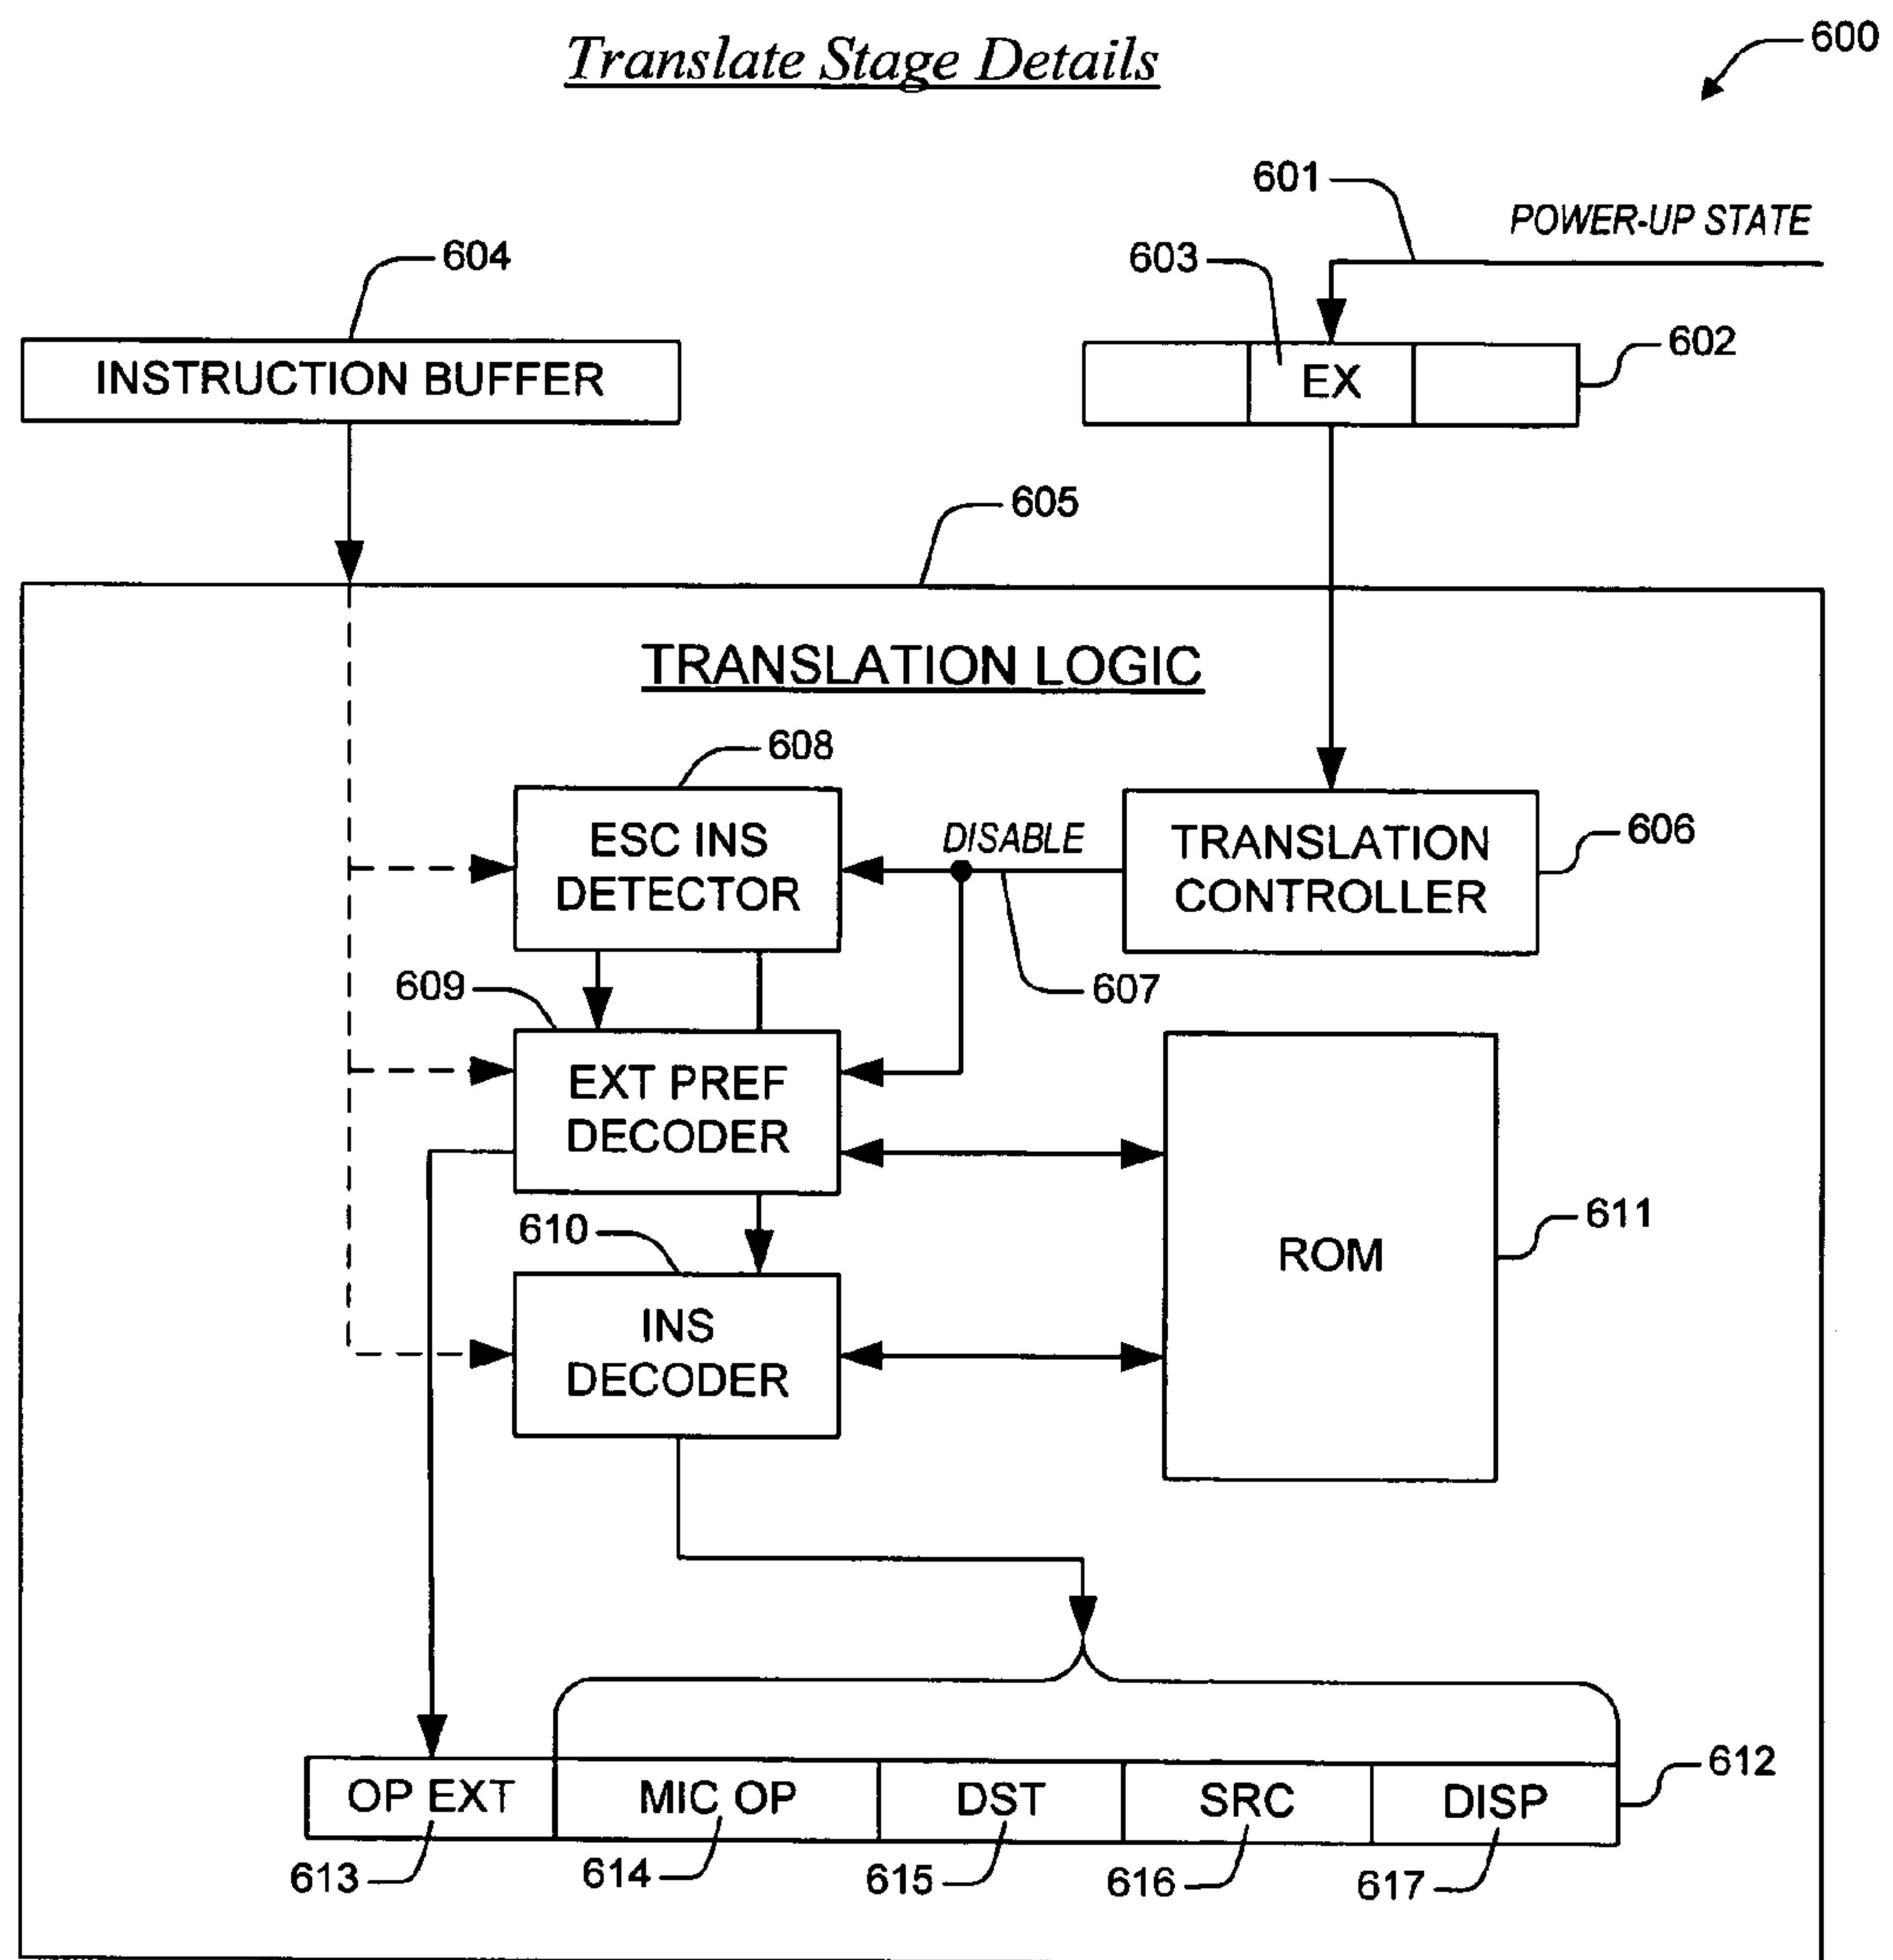 Translate Stage Details
600
601
POWER-UP STATE
603
604
602
INSTRUCTION BUFFER
EX
605
TRANSLATION LOGIC
608
ESC INS
DETECTOR
DISABLE
TRANSLATION
CONTROLLER
606
607
609
EXT PREF
DECODER
610
ROM
611
INS
DECODER
OP EXT
MIC OP
DST
SRC
DISP
612
613
614
615
616
617